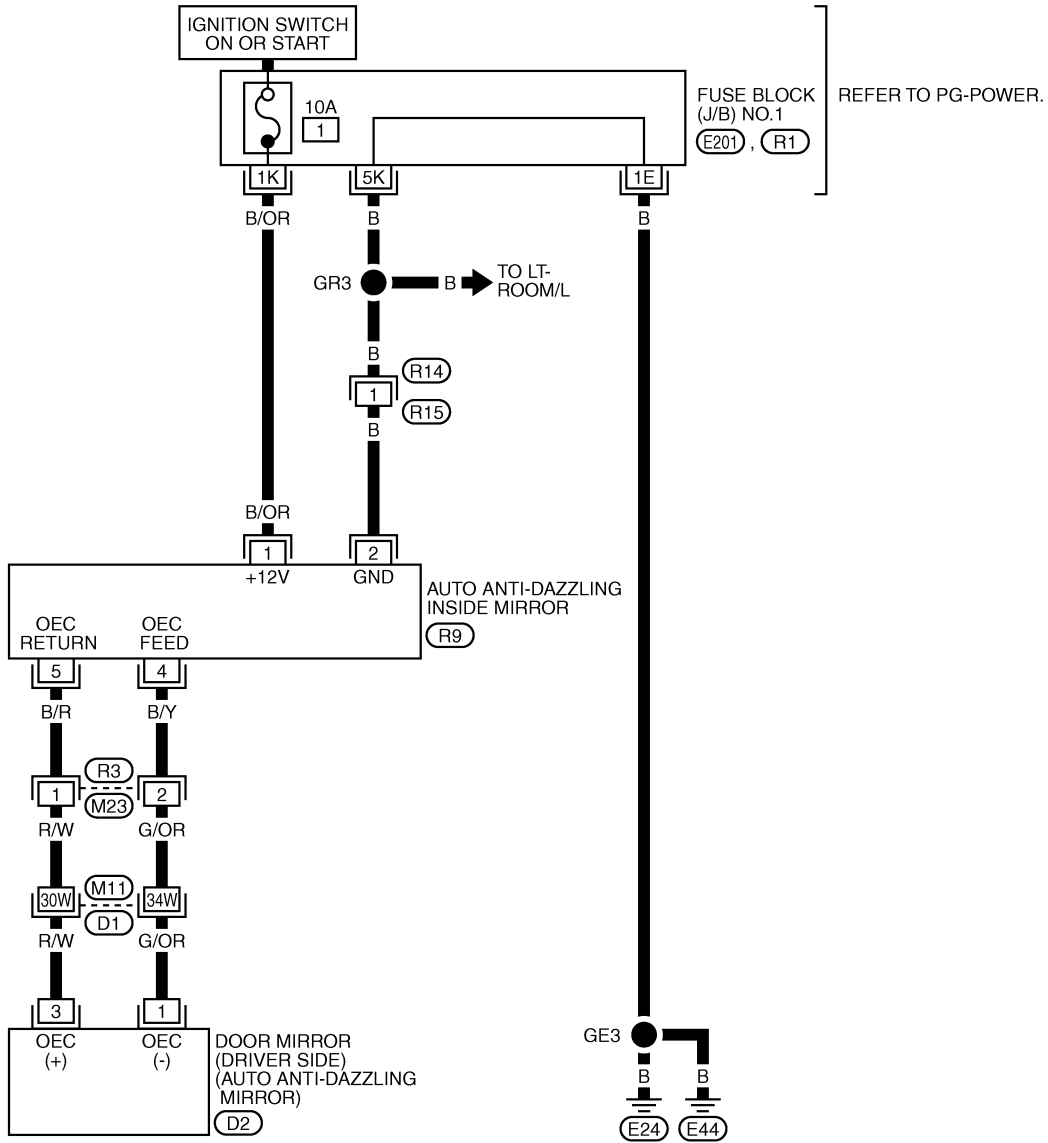 IGNITION SWITCH
ON OR START
10A
1
FUSE BLOCK
(J/B) NO.1
E201 , R1
REFER TO PG-POWER.
1K
5K
1E
B/OR
B
B
GR3
B
TO LT-
ROOM/L
B
R14
1
R15
B
B/OR
1
2
+12V
GND
AUTO ANTI-DAZZLING
INSIDE MIRROR
R9
OEC
RETURN
OEC
FEED
5
4
B/R
B/Y
R3
1
2
M23
R/W
G/OR
M11
30W
34W
D1
R/W
G/OR
3
1
OEC
(+)
OEC
(-)
DOOR MIRROR
(DRIVER SIDE)
(AUTO ANTI-DAZZLING
MIRROR)
D2
GE3
B
B
E24
E44